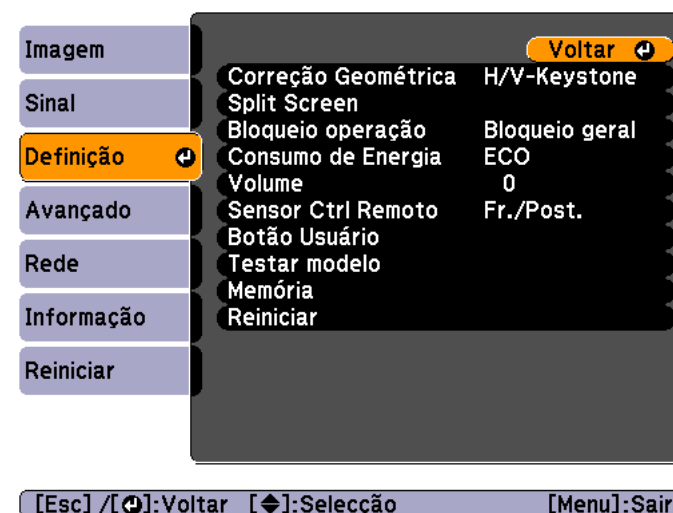 Imagem
Sinal
Definição
Avançado
Rede
Informação
Reiniciar
Voltar
Correção Geométrica H/V-Keystone
Split Screen
Bloqueio operação Bloqueio geral
Consumo de Energia ECO
Volume 0
Sensor Ctrl Remoto Fr./Post.
Botão Usuário
Testar modelo
Memória
Reiniciar
[Esc] /[⏎]:Voltar [◆]:Selecção [Menu]:Sair